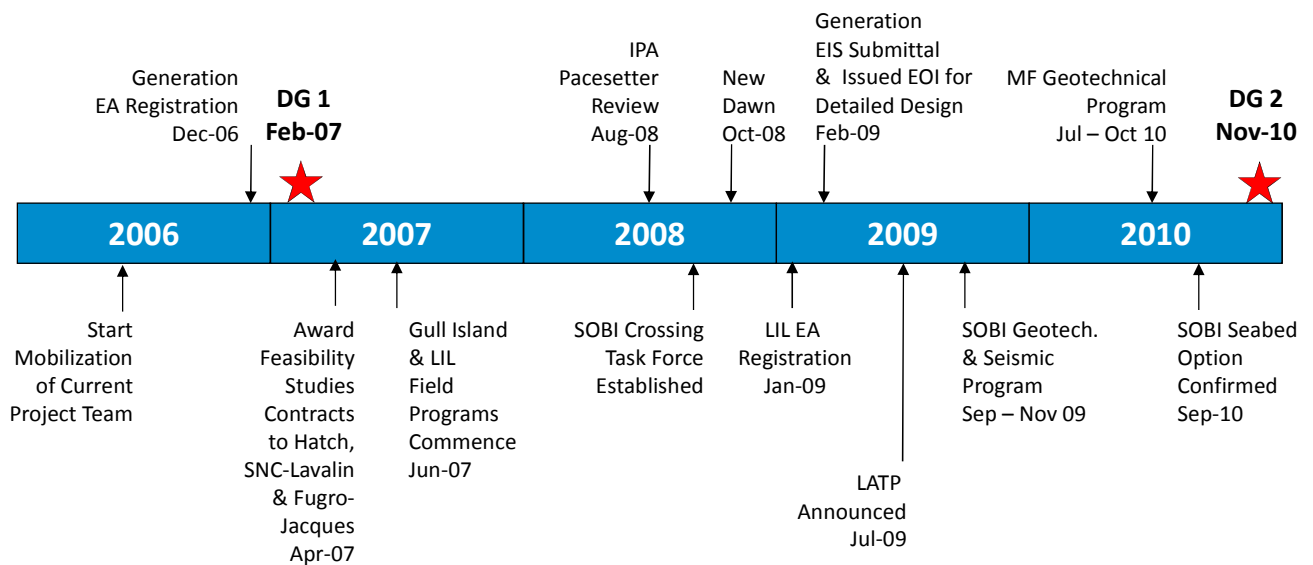 Generation
EA Registration
Dec-06
DG 1
Feb-07
IPA
Pacesetter
Review
Aug-08
New
Dawn
Oct-08
Generation
EIS Submittal
& Issued EOI for
Detailed Design
Feb-09
MF Geotechnical
Program
Jul – Oct 10
DG 2
Nov-10
2006
2007
2008
2009
2010
Start
Mobilization
of Current
Project Team
Award
Feasibility
Studies
Contracts
to Hatch,
SNC-Lavalin
& Fugro-
Jacques
Apr-07
Gull Island
& LIL
Field
Programs
Commence
Jun-07
SOBI Crossing
Task Force
Established
LIL EA
Registration
Jan-09
LATP
Announced
Jul-09
SOBI Geotech.
& Seismic
Program
Sep – Nov 09
SOBI Seabed
Option
Confirmed
Sep-10